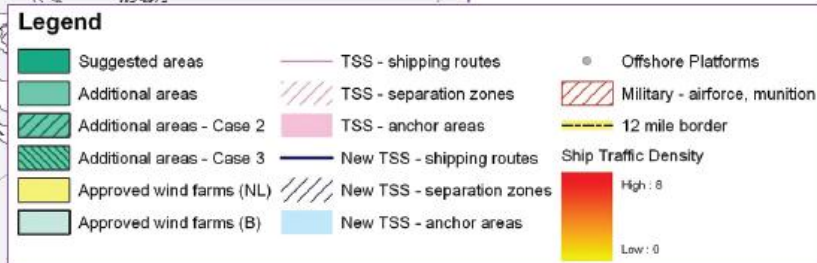 Legend
Suggested areas
Additional areas
Additional areas - Case 2
Additional areas - Case 3
Approved wind farms (NL)
Approved wind farms (B)
TSS - shipping routes
TSS - separation zones
TSS - anchor areas
New TSS - shipping routes
New TSS - separation zones
New TSS - anchor areas
Offshore Platforms
Military - airforce, munition
12 mile border
Ship Traffic Density
High : 8
Low : 0